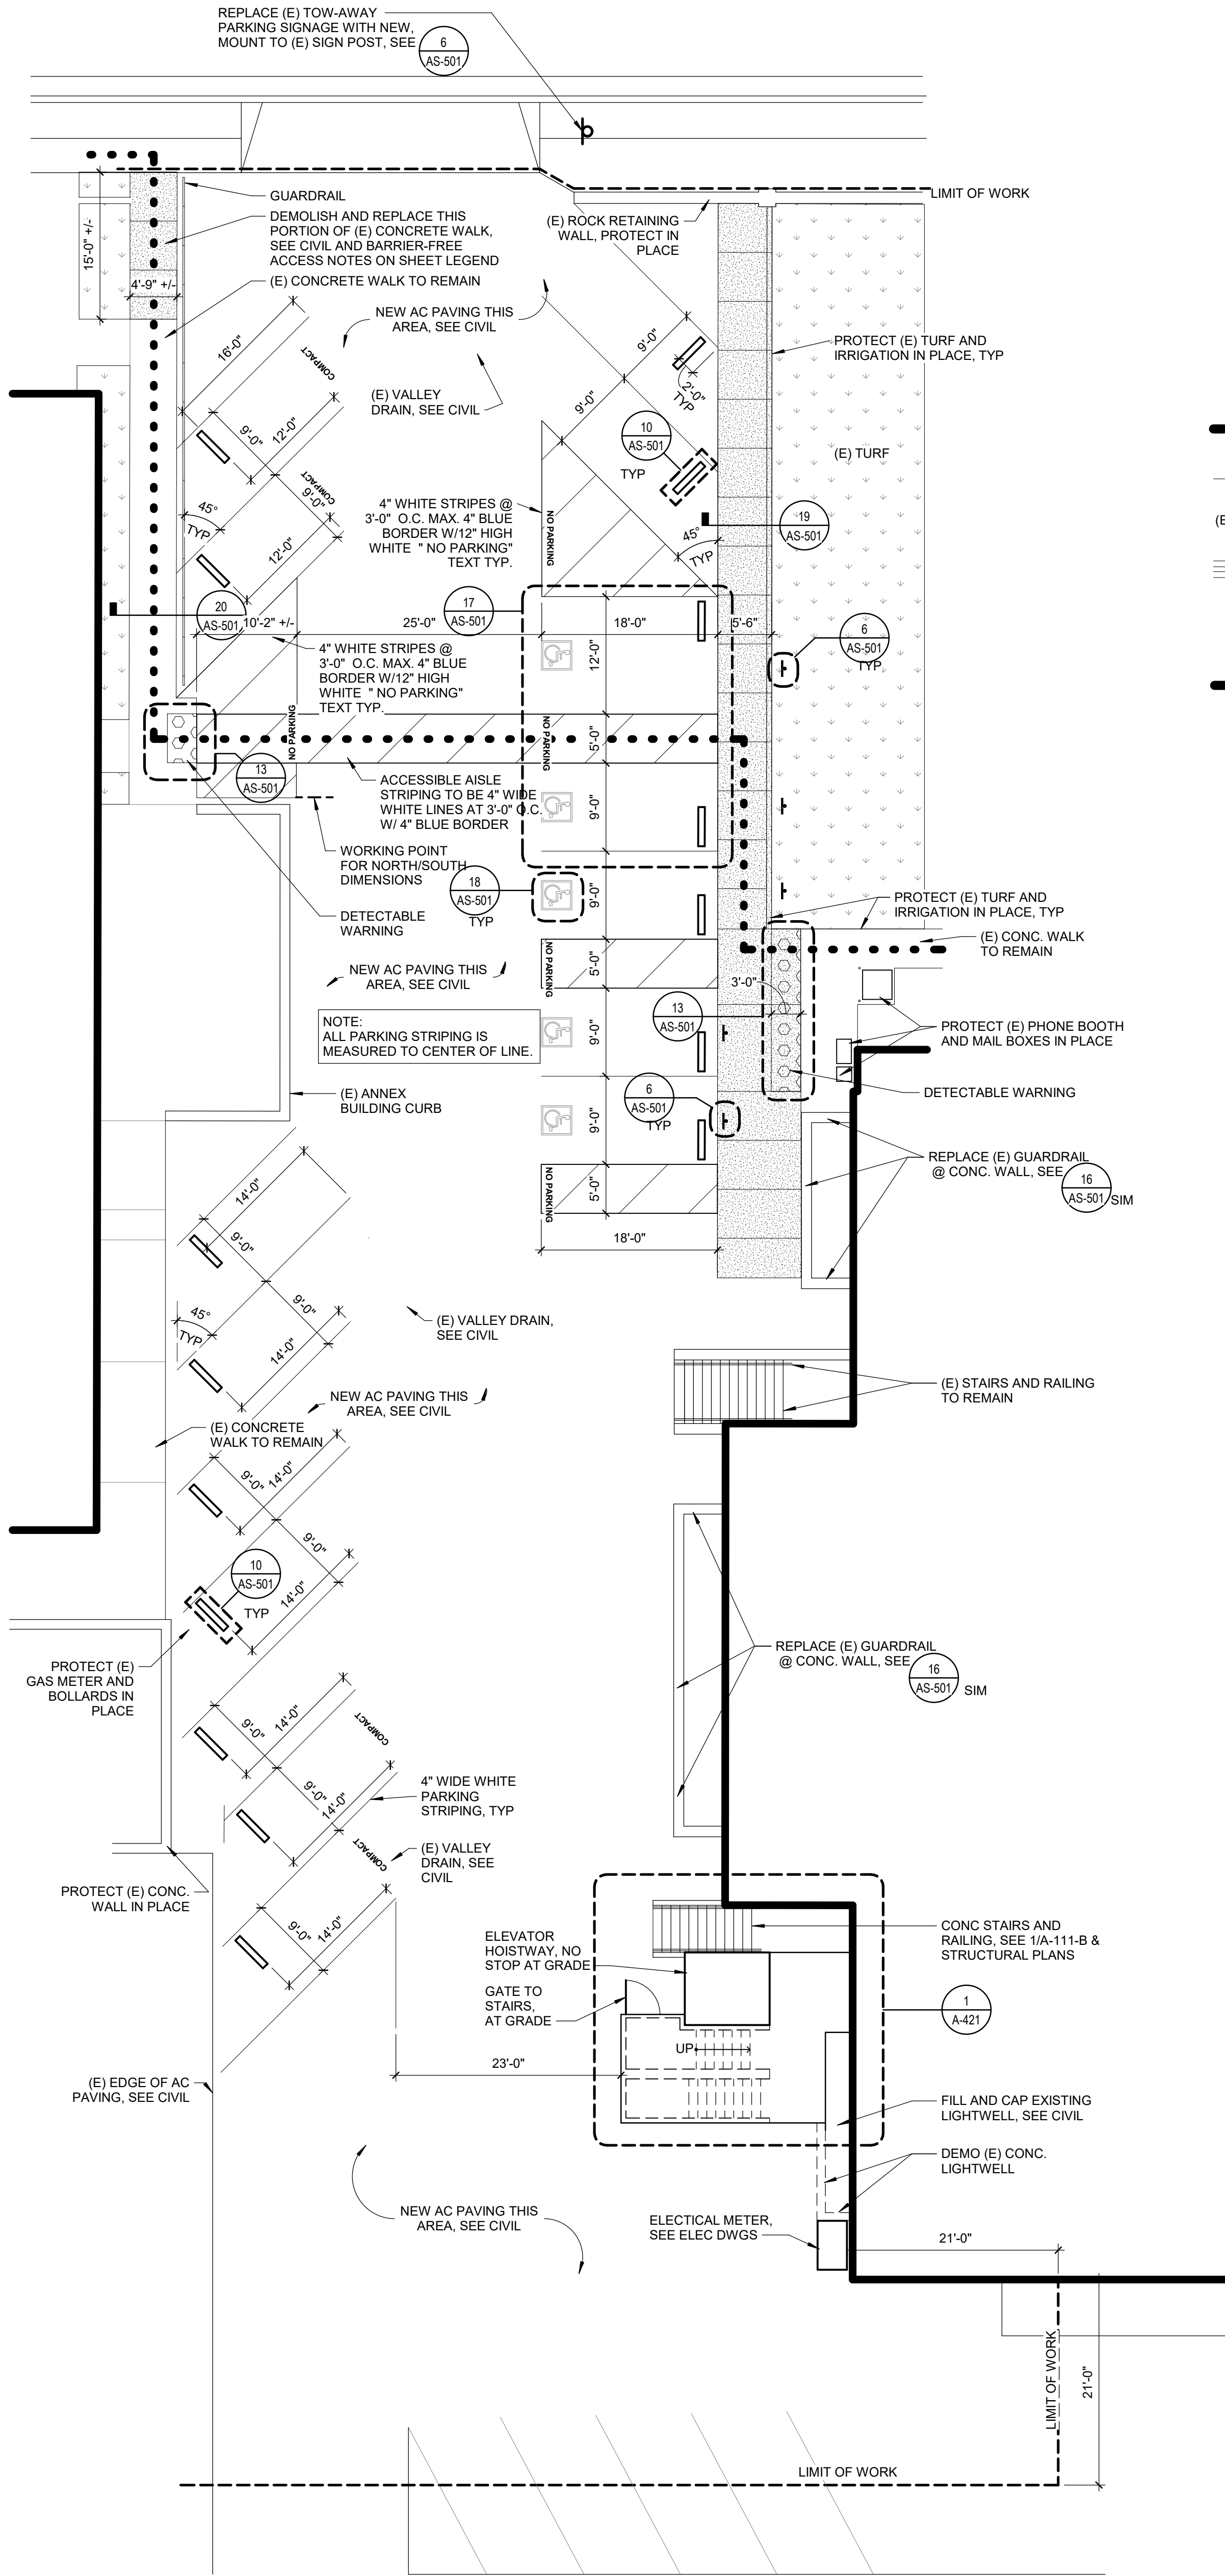 REPLACE (E) TOW-AWAY
PARKING SIGNAGE WITH NEW,
MOUNT TO (E) SIGN POST, SEE
6
AS-501
LIMIT OF WORK
GUARDRAIL
DEMOLISH AND REPLACE THIS
PORTION OF (E) CONCRETE WALK,
SEE CIVIL AND BARRIER-FREE
ACCESS NOTES ON SHEET LEGEND
(E) CONCRETE WALK TO REMAIN
15'-0" +/-
4'-9" +/-
(E) ROCK RETAINING
WALL, PROTECT IN
PLACE
NEW AC PAVING THIS
AREA, SEE CIVIL
16'-0"
COMPACT
(E) VALLEY
DRAIN, SEE CIVIL
9'-0"
9'-0"
2'-0"
TYP
PROTECT (E) TURF AND
IRRIGATION IN PLACE, TYP
(E) TURF
10
AS-501
TYP
9'-0"
12'-0"
COMPACT
9'-0"
45°
TYP
12'-0"
4" WHITE STRIPES @
3'-0" O.C. MAX. 4" BLUE
BORDER W/12" HIGH
WHITE " NO PARKING"
TEXT TYP.
NO PARKING
45°
TYP
19
AS-501
20
AS-501
10'-2" +/-
25'-0"
17
AS-501
18'-0"
5'-6"
6
AS-501
TYP
4" WHITE STRIPES @
3'-0" O.C. MAX. 4" BLUE
BORDER W/12" HIGH
WHITE " NO PARKING"
TEXT TYP.
12'-0"
NO PARKING
NO PARKING
5'-0"
13
AS-501
ACCESSIBLE AISLE
STRIPING TO BE 4" WIDE
WHITE LINES AT 3'-0" O.C.
W/ 4" BLUE BORDER
9'-0"
WORKING POINT
FOR NORTH/SOUTH
DIMENSIONS
18
AS-501
TYP
9'-0"
DETECTABLE
WARNING
PROTECT (E) TURF AND
IRRIGATION IN PLACE, TYP
(E) CONC. WALK
TO REMAIN
NEW AC PAVING THIS
AREA, SEE CIVIL
NO PARKING
5'-0"
3'-0"
13
AS-501
NOTE:
ALL PARKING STRIPING IS
MEASURED TO CENTER OF LINE.
9'-0"
PROTECT (E) PHONE BOOTH
AND MAIL BOXES IN PLACE
DETECTABLE WARNING
(E) ANNEX
BUILDING CURB
6
AS-501
TYP
9'-0"
REPLACE (E) GUARDRAIL
@ CONC. WALL, SEE
16
AS-501
SIM
NO PARKING
5'-0"
18'-0"
14'-0"
9'-0"
9'-0"
45°
TYP
14'-0"
(E) VALLEY DRAIN,
SEE CIVIL
NEW AC PAVING THIS
AREA, SEE CIVIL
(E) STAIRS AND RAILING
TO REMAIN
(E) CONCRETE
WALK TO REMAIN
9'-0"
14'-0"
9'-0"
14'-0"
10
AS-501
TYP
PROTECT (E)
GAS METER AND
BOLLARDS IN
PLACE
REPLACE (E) GUARDRAIL
@ CONC. WALL, SEE
16
AS-501
SIM
9'-0"
14'-0"
COMPACT
9'-0"
14'-0"
4" WIDE WHITE
PARKING
STRIPING, TYP
COMPACT
(E) VALLEY
DRAIN, SEE
CIVIL
PROTECT (E) CONC.
WALL IN PLACE
9'-0"
14'-0"
ELEVATOR
HOISTWAY, NO
STOP AT GRADE
CONC STAIRS AND
RAILING, SEE 1/A-111-B &
STRUCTURAL PLANS
GATE TO
STAIRS,
AT GRADE
1
A-421
UP
23'-0"
(E) EDGE OF AC
PAVING, SEE CIVIL
FILL AND CAP EXISTING
LIGHTWELL, SEE CIVIL
DEMO (E) CONC.
LIGHTWELL
NEW AC PAVING THIS
AREA, SEE CIVIL
ELECTICAL METER,
SEE ELEC DWGS
21'-0"
LIMIT OF WORK
21'-0"
LIMIT OF WORK
(E